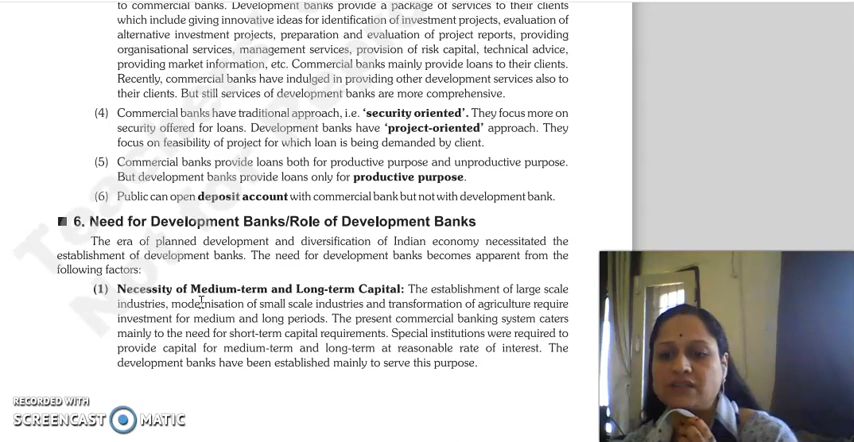 to commercial banks. Development banks provide a package of services to their clients
which include giving innovative ideas for identification of investment projects, evaluation of
alternative investment projects, preparation and evaluation of project reports, providing
organisational services, management services, provision of risk capital, technical advice,
providing market information, etc. Commercial banks mainly provide loans to their clients.
Recently, commercial banks have indulged in providing other development services also to
their clients. But still services of development banks are more comprehensive.
(4) Commercial banks have traditional approach, i.e. 'security oriented'. They focus more on
security offered for loans. Development banks have 'project-oriented' approach. They
focus on feasibility of project for which loan is being demanded by client.
(5) Commercial banks provide loans both for productive purpose and unproductive purpose.
But development banks provide loans only for productive purpose.
(6) Public can open deposit account with commercial bank but not with development bank.
6. Need for Development Banks/Role of Development Banks
The era of planned development and diversification of Indian economy necessitated the
establishment of development banks. The need for development banks becomes apparent from the
following factors:
(1) Necessity of Medium-term and Long-term Capital: The establishment of large scale
industries, modernisation of small scale industries and transformation of agriculture require
investment for medium and long periods. The present commercial banking system caters
mainly to the need for short-term capital requirements. Special institutions were required to
provide capital for medium-term and long-term at reasonable rate of interest. The
development banks have been established mainly to serve this purpose.
RECORDED WITH
SCREENCAST MATIC